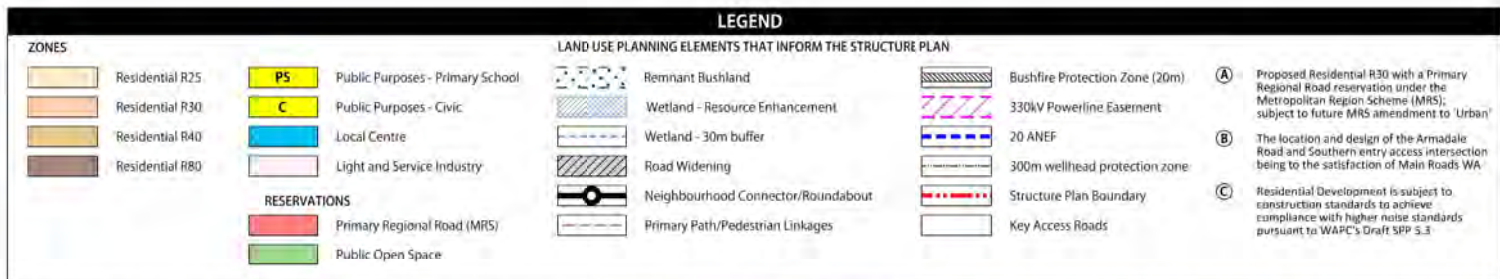 LEGEND
ZONES
Residential R25
Residential R30
Residential R40
Residential R80
PS Public Purposes - Primary School
C Public Purposes - Civic
Local Centre
Light and Service Industry
RESERVATIONS
Primary Regional Road (MRS)
Public Open Space
LAND USE PLANNING ELEMENTS THAT INFORM THE STRUCTURE PLAN
Remnant Bushland
Wetland - Resource Enhancement
Wetland - 30m buffer
Road Widening
Neighbourhood Connector/Roundabout
Primary Path/Pedestrian Linkages
Bushfire Protection Zone (20m)
330kV Powerline Easement
20 ANEF
300m wellhead protection zone
Structure Plan Boundary
Key Access Roads
A Proposed Residential R30 with a Primary
Regional Road reservation under the
Metropolitan Region Scheme (MRS);
subject to future MRS amendment to 'Urban'
B The location and design of the Armadale
Road and Southern entry access intersection
being to the satisfaction of Main Roads WA
C Residential Development is subject to
construction standards to achieve
compliance with higher noise standards
pursuant to WAPC's Draft SPP 5.3